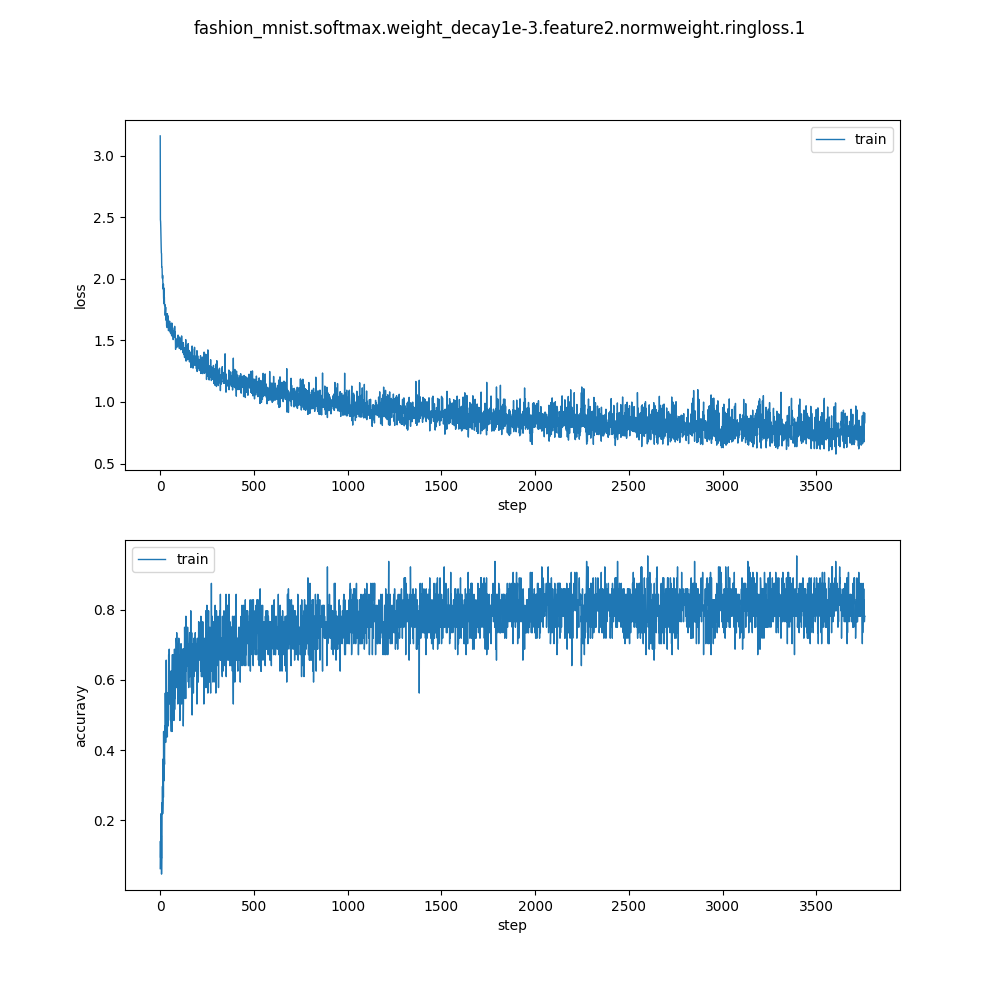 fashion_mnist.softmax.weight_decay1e-3.feature2.normweight.ringloss.1
train
3.0
2.5
2.0
1.5
1.0
0.5
loss
0 500 1000 1500 2000 2500 3000 3500
step
train
0.8
0.6
0.4
0.2
accuravy
0 500 1000 1500 2000 2500 3000 3500
step